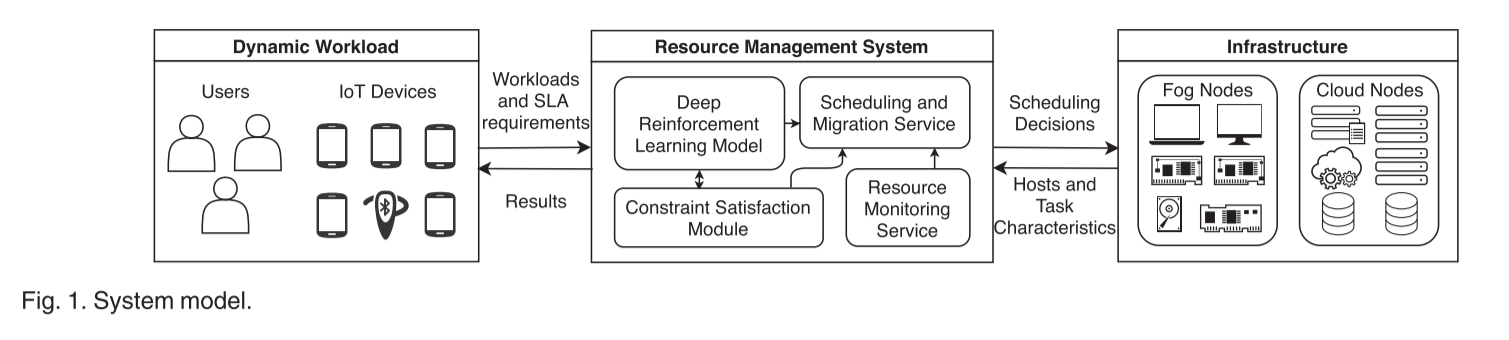 Dynamic Workload
Users
IoT Devices
Workloads
and SLA
requirements
Results
Resource Management System
Deep
Reinforcement
Learning Model
Scheduling and
Migration Service
Constraint Satisfaction
Module
Resource
Monitoring
Service
Scheduling
Decisions
Hosts and
Task
Characteristics
Infrastructure
Fog Nodes
Cloud Nodes
Fig. 1. System model.